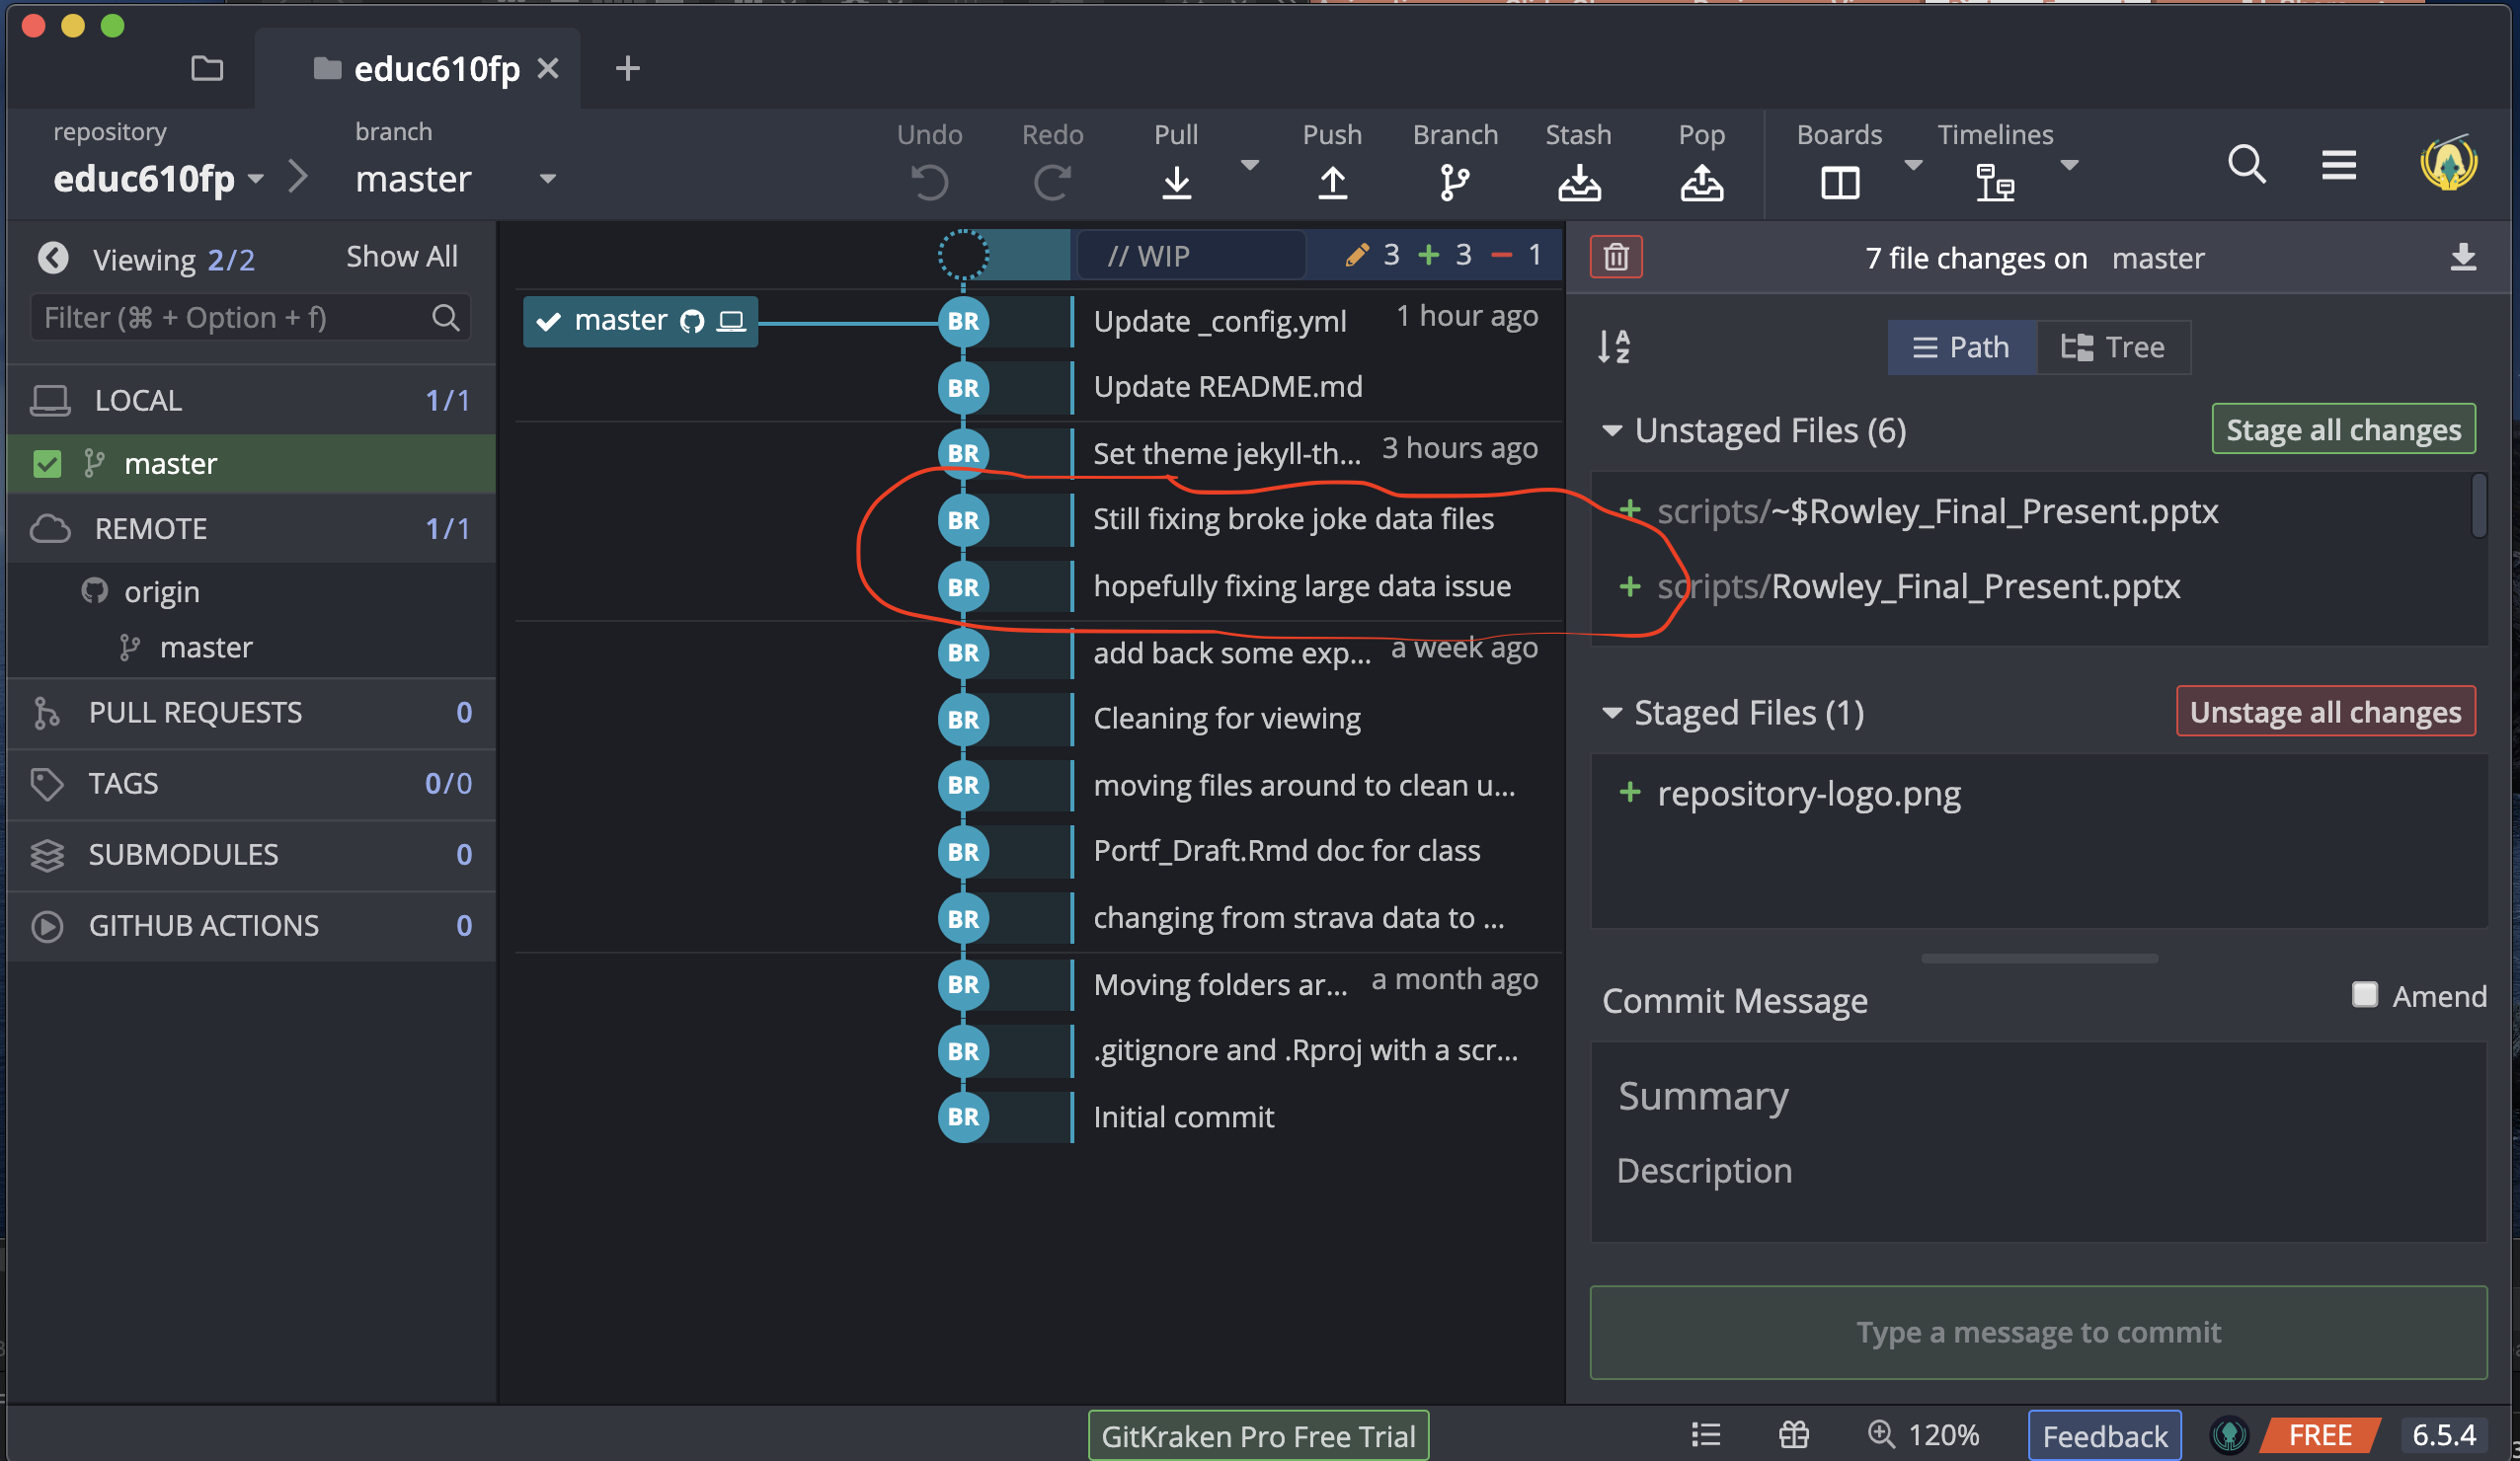 educ610fp
repository
educ610fp
branch
master
Undo
Redo
Pull
Push
Branch
Stash
Pop
Boards
Timelines
Viewing 2/2
Show All
Filter (⌘ + Option + f)
LOCAL 1/1
master
REMOTE 1/1
origin
master
PULL REQUESTS 0
TAGS 0/0
SUBMODULES 0
GITHUB ACTIONS 0
// WIP 3 + 3 − 1
master BR Update _config.yml 1 hour ago
BR Update README.md
BR Set theme jekyll-th... 3 hours ago
BR Still fixing broke joke data files
BR hopefully fixing large data issue
BR add back some exp... a week ago
BR Cleaning for viewing
BR moving files around to clean u...
BR Portf_Draft.Rmd doc for class
BR changing from strava data to ...
BR Moving folders ar... a month ago
BR .gitignore and .Rproj with a scr...
BR Initial commit
7 file changes on master
A
Z
Path
Tree
Unstaged Files (6)
Stage all changes
+ scripts/~$Rowley_Final_Present.pptx
+ scripts/Rowley_Final_Present.pptx
Staged Files (1)
Unstage all changes
+ repository-logo.png
Commit Message
Amend
Summary
Description
Type a message to commit
GitKraken Pro Free Trial
120%
Feedback
FREE
6.5.4